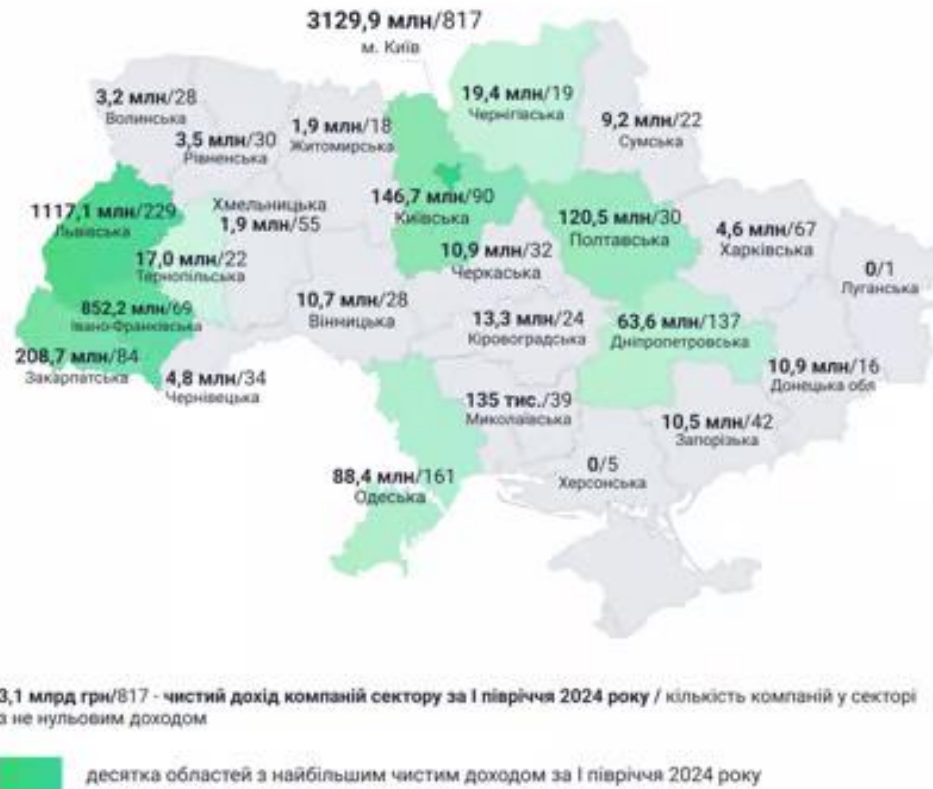 3129,9 млн/817
м. Київ
3,2 млн/28
Волинська
3,5 млн/30
Рівненська
1,9 млн/18
Житомирська
19,4 млн/19
Чернігівська
9,2 млн/22
Сумська
1117,1 млн/229
Львівська
Хмельницька
1,9 млн/55
146,7 млн/90
Київська
120,5 млн/30
Полтавська
4,6 млн/67
Харківська
0/1
Луганська
17,0 млн/22
Тернопільська
10,9 млн/32
Черкаська
852,2 млн/69
Івано-Франківська
10,7 млн/28
Вінницька
13,3 млн/24
Кіровоградська
63,6 млн/137
Дніпропетровська
208,7 млн/84
Закарпатська
4,8 млн/34
Чернівецька
10,9 млн/16
Донецька обл
135 тис./39
Миколаївська
10,5 млн/42
Запорізька
88,4 млн/161
Одеська
0/5
Херсонська
3,1 млрд грн/817 - чистий дохід компаній сектору за І півріччя 2024 року / кількість компаній у секторі
з не нульовим доходом
десятка областей з найбільшим чистим доходом за І півріччя 2024 року